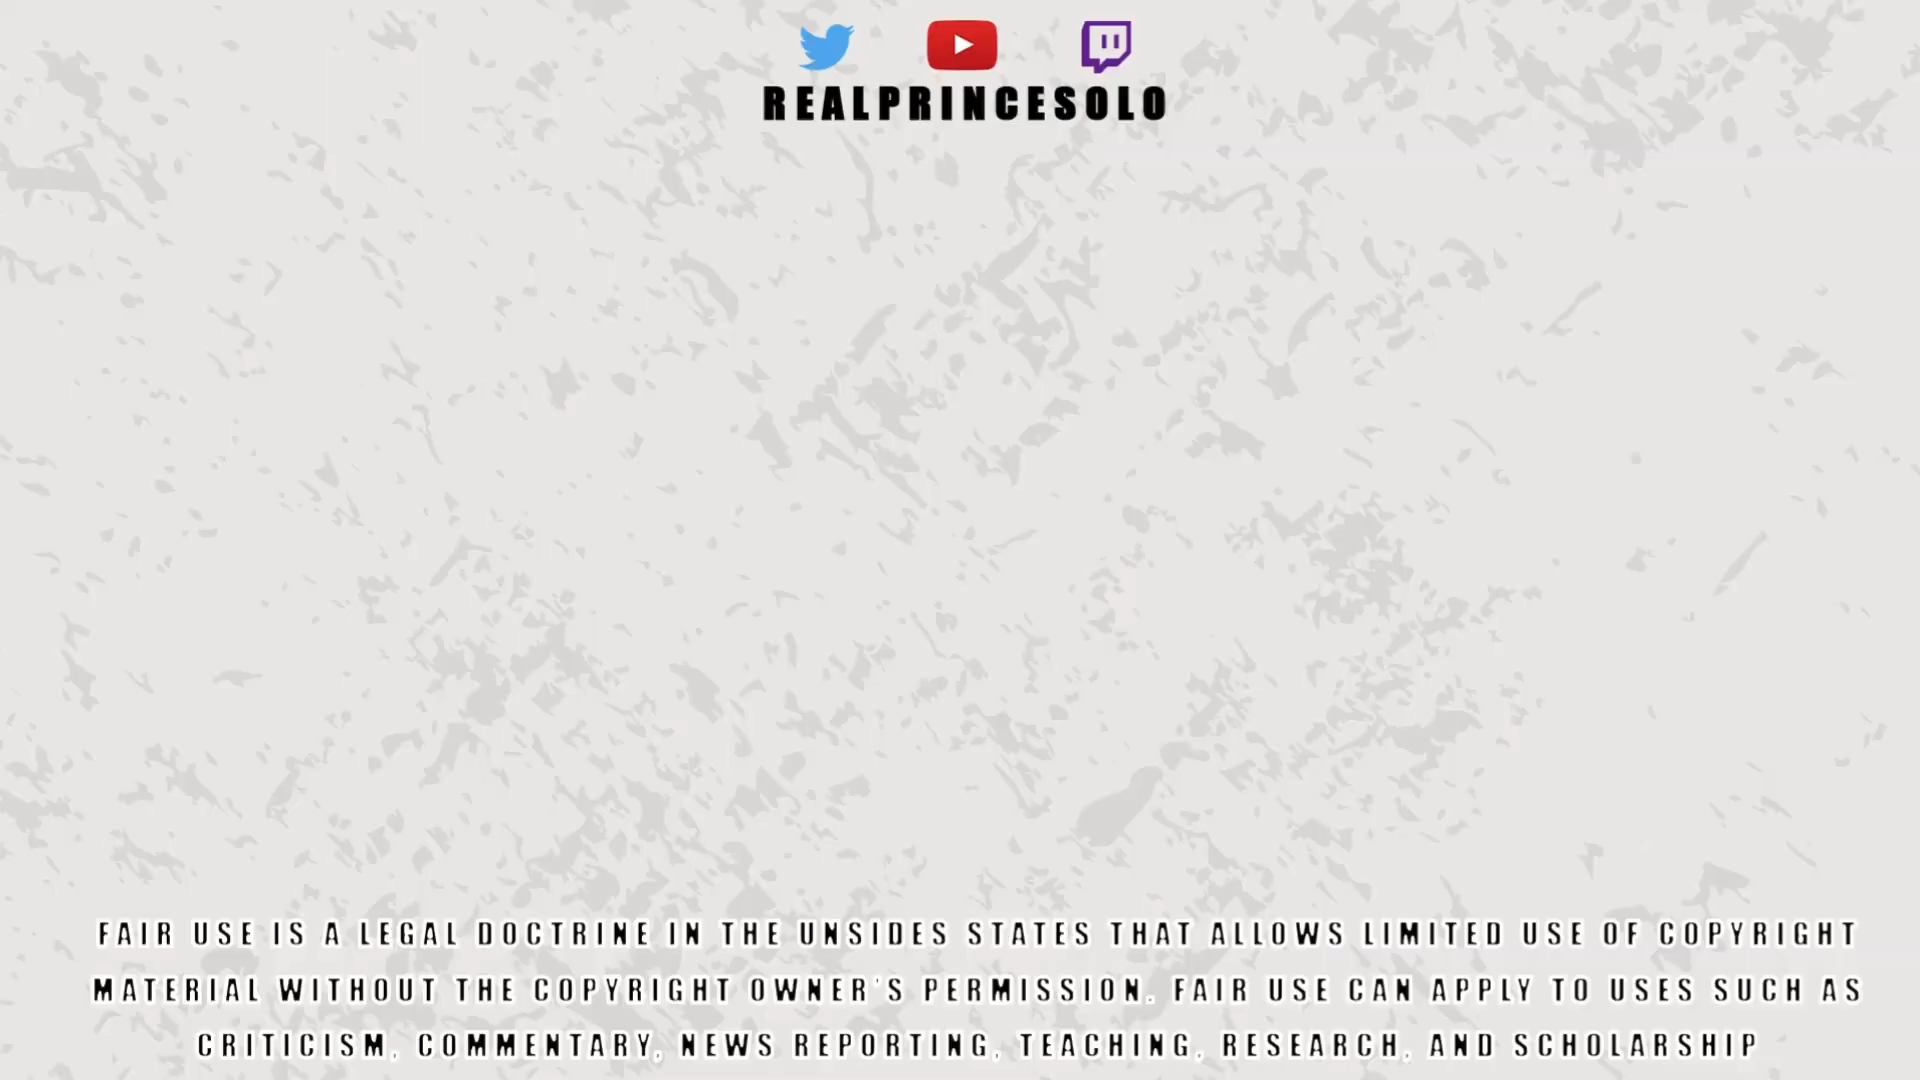 REALPRINCESOLO
FAIR USE IS A LEGAL DOCTRINE IN THE UNSIDES STATES THAT ALLOWS LIMITED USE OF COPYRIGHT
MATERIAL WITHOUT THE COPYRIGHT OWNER'S PERMISSION. FAIR USE CAN APPLY TO USES SUCH AS
CRITICISM, COMMENTARY, NEWS REPORTING, TEACHING, RESEARCH, AND SCHOLARSHIP